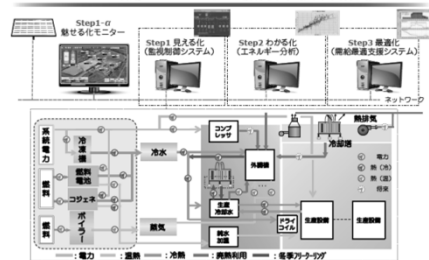 Step1-α
魅せる化モニター
Step1 見える化
(監視制御システム)
Step2 わかる化
(エネルギー分析)
Step3 最適化
(需給最適支援システム)
ネットワーク
系統電力
燃料
燃料
冷凍機
燃料電池
コジェネ
ボイラー
冷水
蒸気
コンプレッサ
生産冷却水
純水加温
外調機
ドライコイル
冷却塔
熱排気
生産設備
生産設備
電力
熱(冷)
熱(温)
:電力
:温熱
:冷熱
:廃熱利用
:冬季フリークーリング